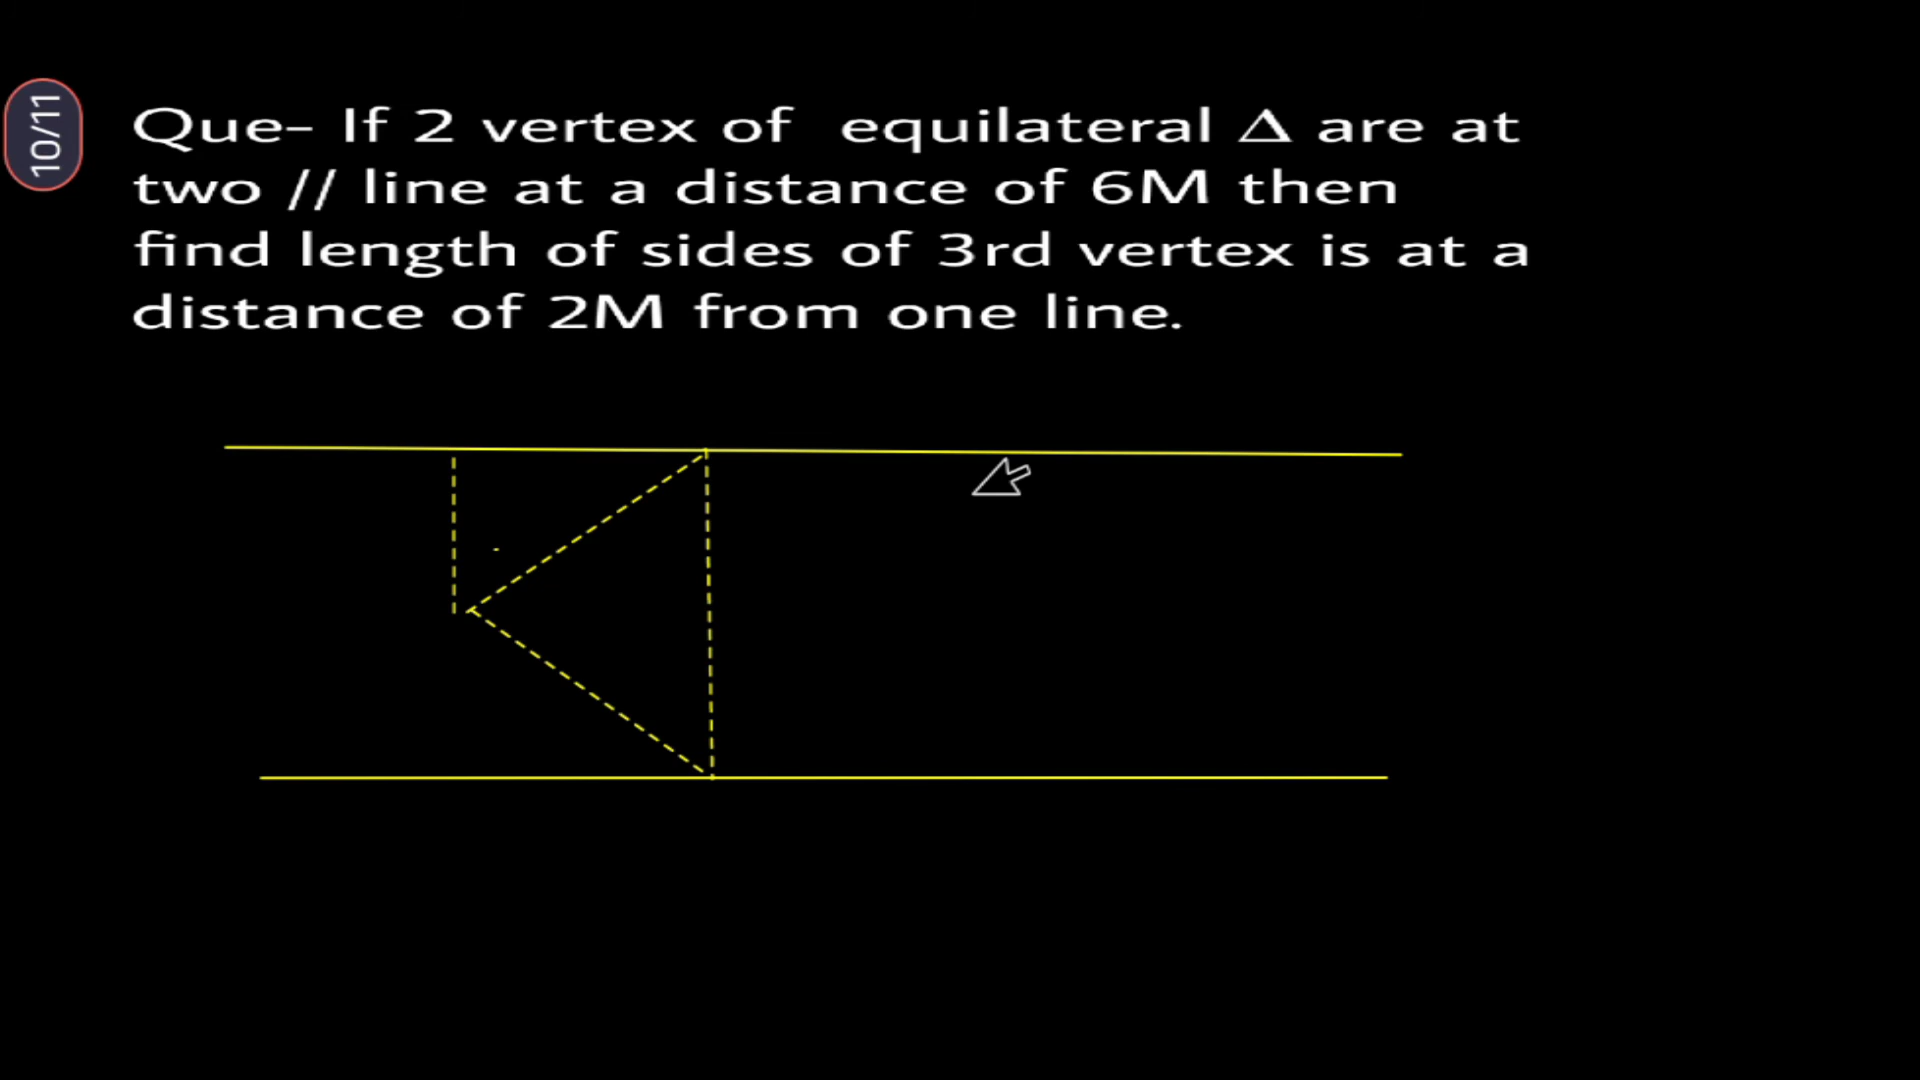 10/11
Que– If 2 vertex of equilateral Δ are at
two // line at a distance of 6M then
find length of sides of 3rd vertex is at a
distance of 2M from one line.